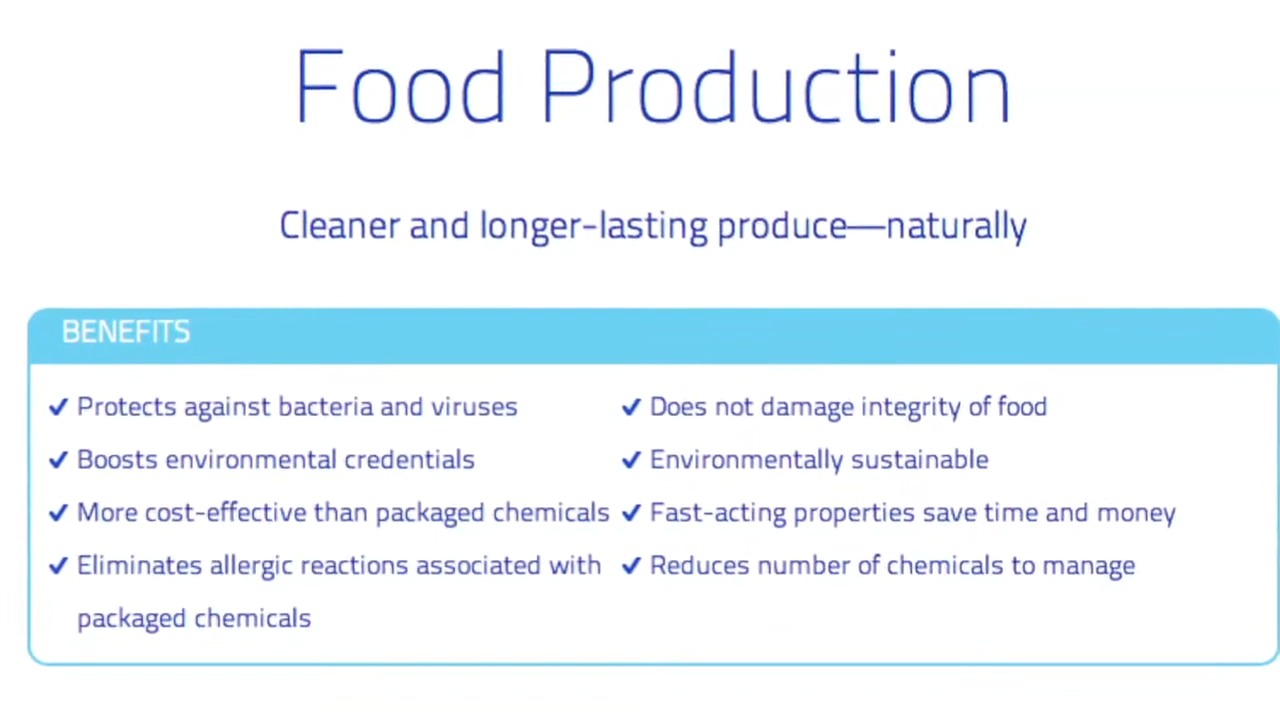 Food Production
Cleaner and longer-lasting produce—naturally
BENEFITS
✔ Protects against bacteria and viruses
✔ Boosts environmental credentials
✔ More cost-effective than packaged chemicals
✔ Eliminates allergic reactions associated with
packaged chemicals
✔ Does not damage integrity of food
✔ Environmentally sustainable
✔ Fast-acting properties save time and money
✔ Reduces number of chemicals to manage